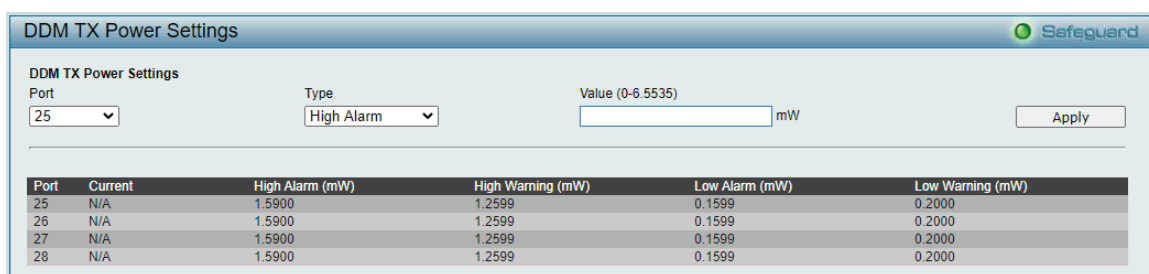 DDM TX Power Settings Safeguard
DDM TX Power Settings
Port Type Value (0-6.5535)
25 High Alarm mW Apply
Port Current High Alarm (mW) High Warning (mW) Low Alarm (mW) Low Warning (mW)
25 N/A 1.5900 1.2599 0.1599 0.2000
26 N/A 1.5900 1.2599 0.1599 0.2000
27 N/A 1.5900 1.2599 0.1599 0.2000
28 N/A 1.5900 1.2599 0.1599 0.2000